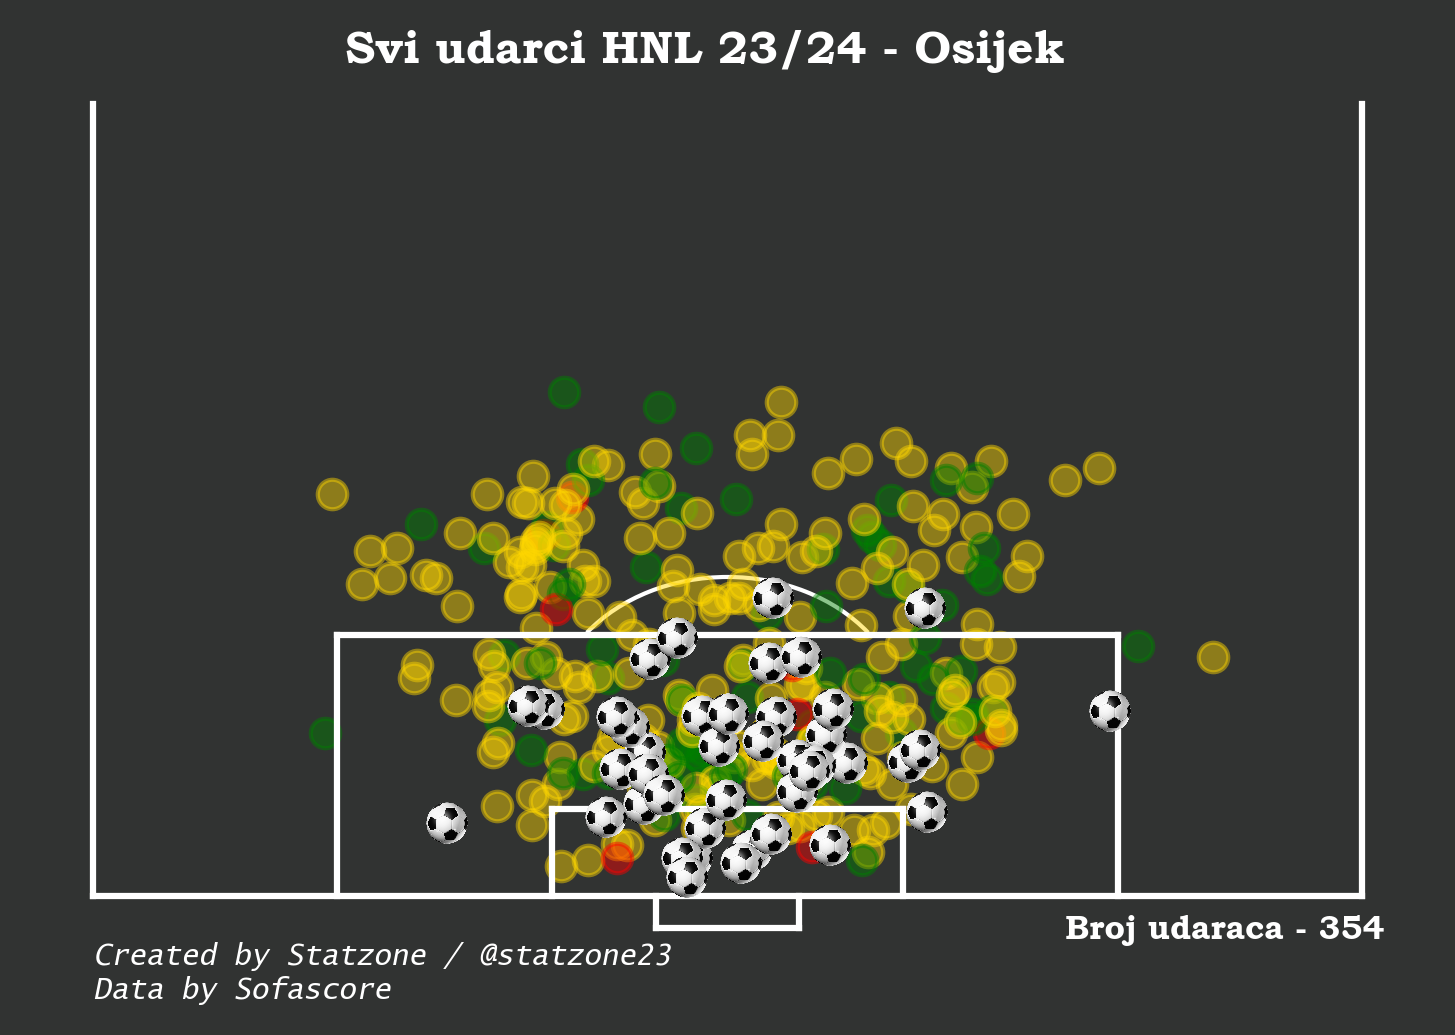 Svi udarci HNL 23/24 - Osijek
Broj udaraca - 354
Created by Statzone / @statzone23
Data by Sofascore